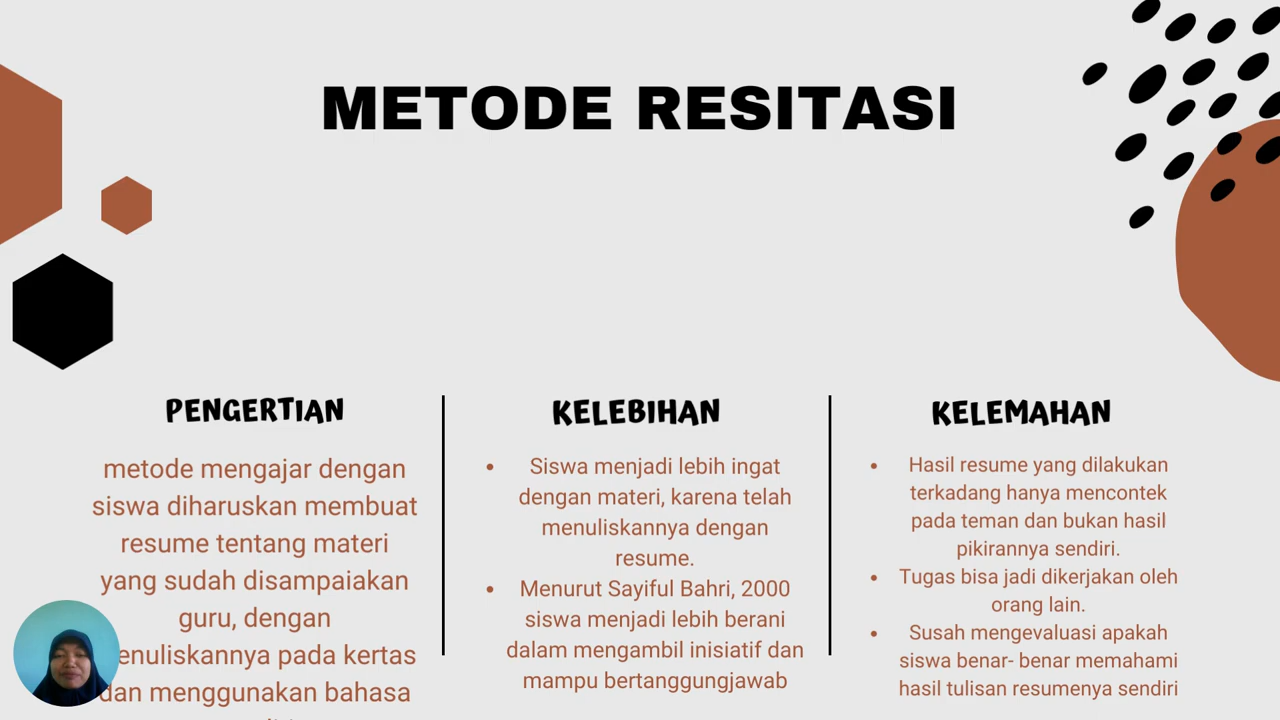 METODE RESITASI
PENGERTIAN
metode mengajar dengan
siswa diharuskan membuat
resume tentang materi
yang sudah disampaiakan
guru, dengan
enuliskannya pada kertas
dan menggunakan bahasa
KELEBIHAN
• Siswa menjadi lebih ingat
dengan materi, karena telah
menuliskannya dengan
resume.
• Menurut Sayiful Bahri, 2000
siswa menjadi lebih berani
dalam mengambil inisiatif dan
mampu bertanggungjawab
KELEMAHAN
• Hasil resume yang dilakukan
terkadang hanya mencontek
pada teman dan bukan hasil
pikirannya sendiri.
• Tugas bisa jadi dikerjakan oleh
orang lain.
• Susah mengevaluasi apakah
siswa benar- benar memahami
hasil tulisan resumenya sendiri